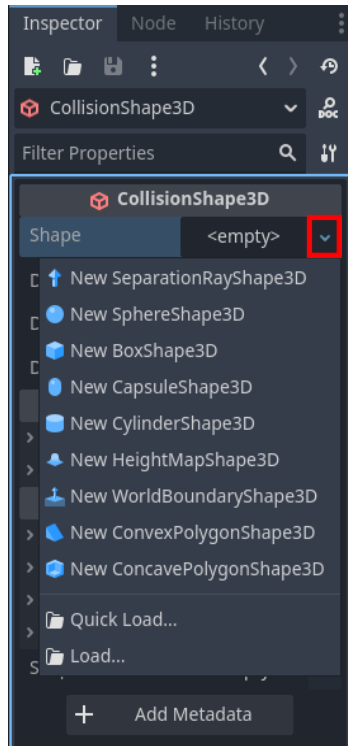 Inspector Node History
CollisionShape3D DOC
Filter Properties
CollisionShape3D
Shape <empty>
D
New SeparationRayShape3D
D
New SphereShape3D
New BoxShape3D
D
New CapsuleShape3D
New CylinderShape3D
New HeightMapShape3D
New WorldBoundaryShape3D
New ConvexPolygonShape3D
New ConcavePolygonShape3D
Quick Load...
Load...
S
Add Metadata